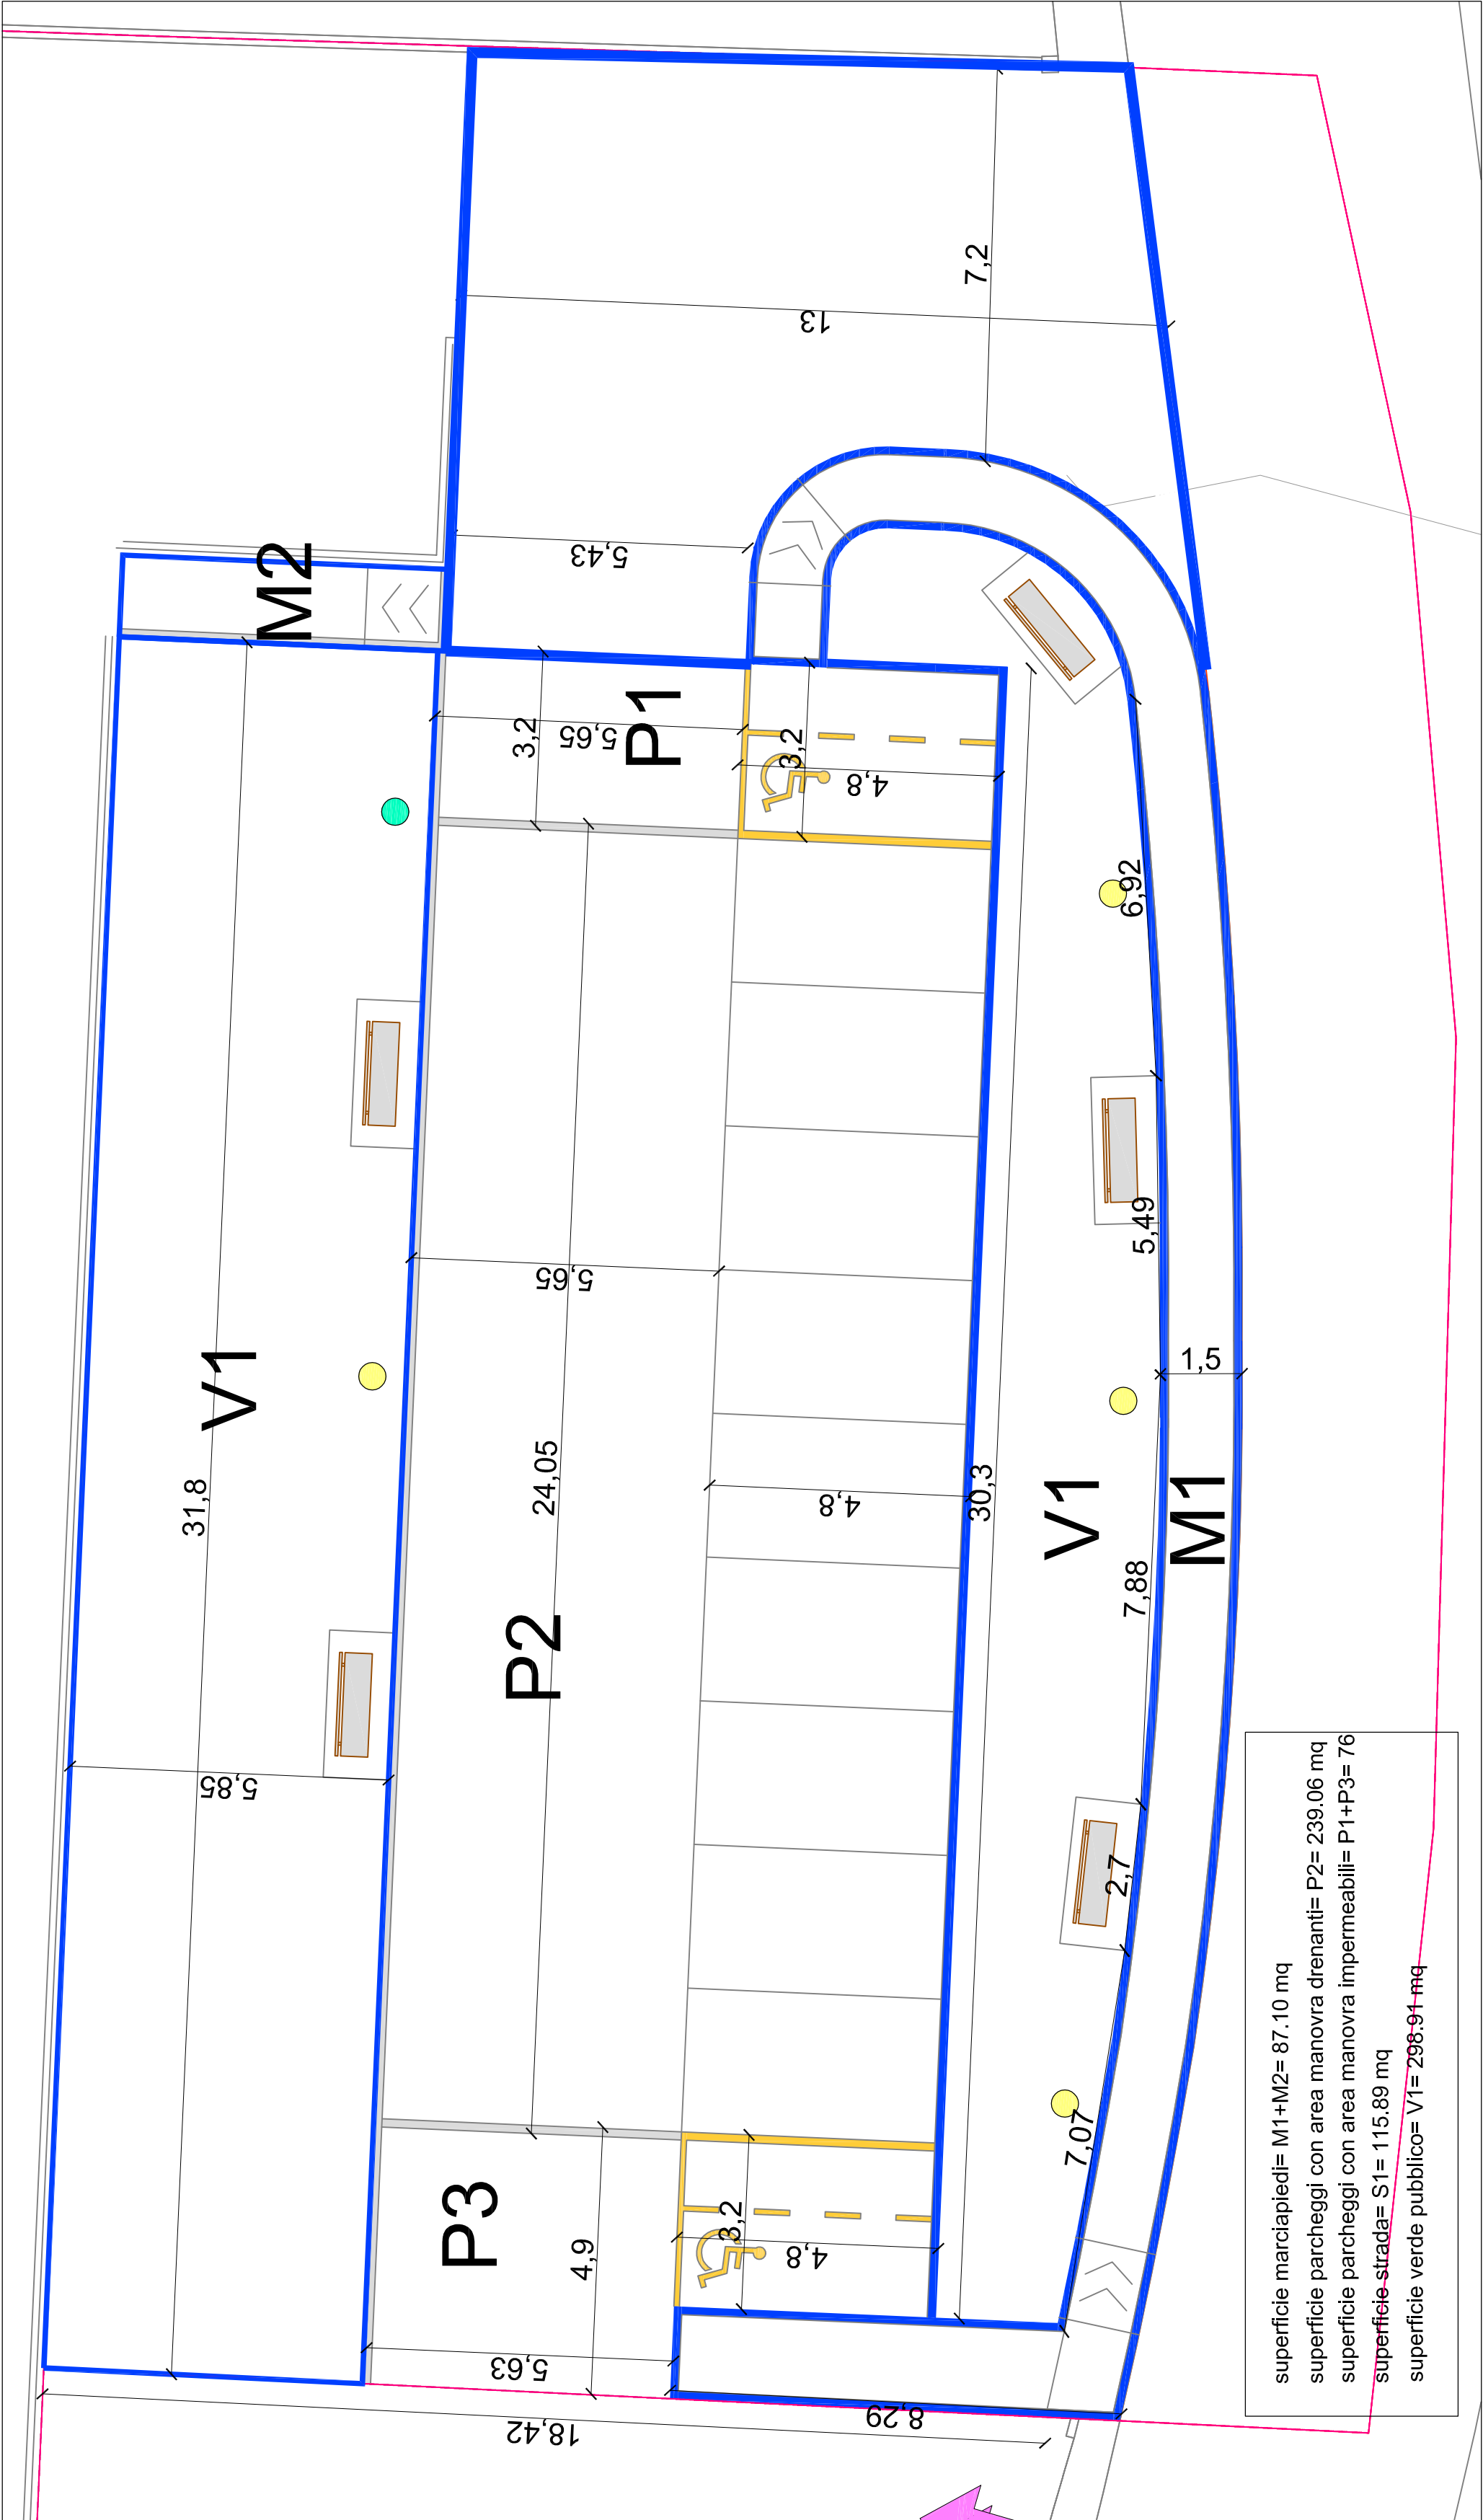 7,2
13
M2
5,43
P1
3,2
5,65
3,2
4,8
6,92
5,49
5,65
1,5
V1
31,8
24,05
4,8
30,3
V1
M1
7,88
P2
5,85
2,7
7,07
P3
4,9
3,2
4,8
5,63
8,29
18,42
superficie marciapiedi= M1+M2= 87.10 mq
superficie parcheggi con area manovra drenanti= P2= 239.06 mq
superficie parcheggi con area manovra impermeabili= P1+P3= 76
superficie strada= S1= 115.89 mq
superficie verde pubblico= V1= 298.91 mq